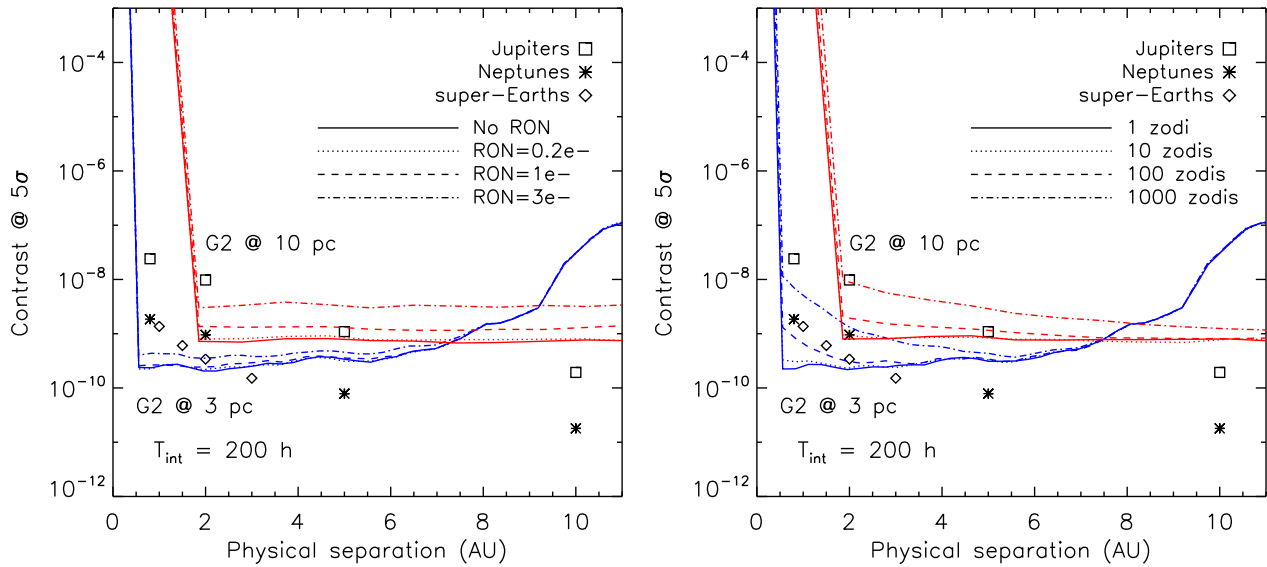 Contrast @ 5σ
10−4
10−6
10−8
10−10
10−12
Jupiters
Neptunes
super−Earths
No RON
RON=0.2e−
RON=1e−
RON=3e−
G2 @ 10 pc
G2 @ 3 pc
Tint = 200 h
0 2 4 6 8 10
Physical separation (AU)
Contrast @ 5σ
10−4
10−6
10−8
10−10
10−12
Jupiters
Neptunes
super−Earths
1 zodi
10 zodis
100 zodis
1000 zodis
G2 @ 10 pc
G2 @ 3 pc
Tint = 200 h
0 2 4 6 8 10
Physical separation (AU)